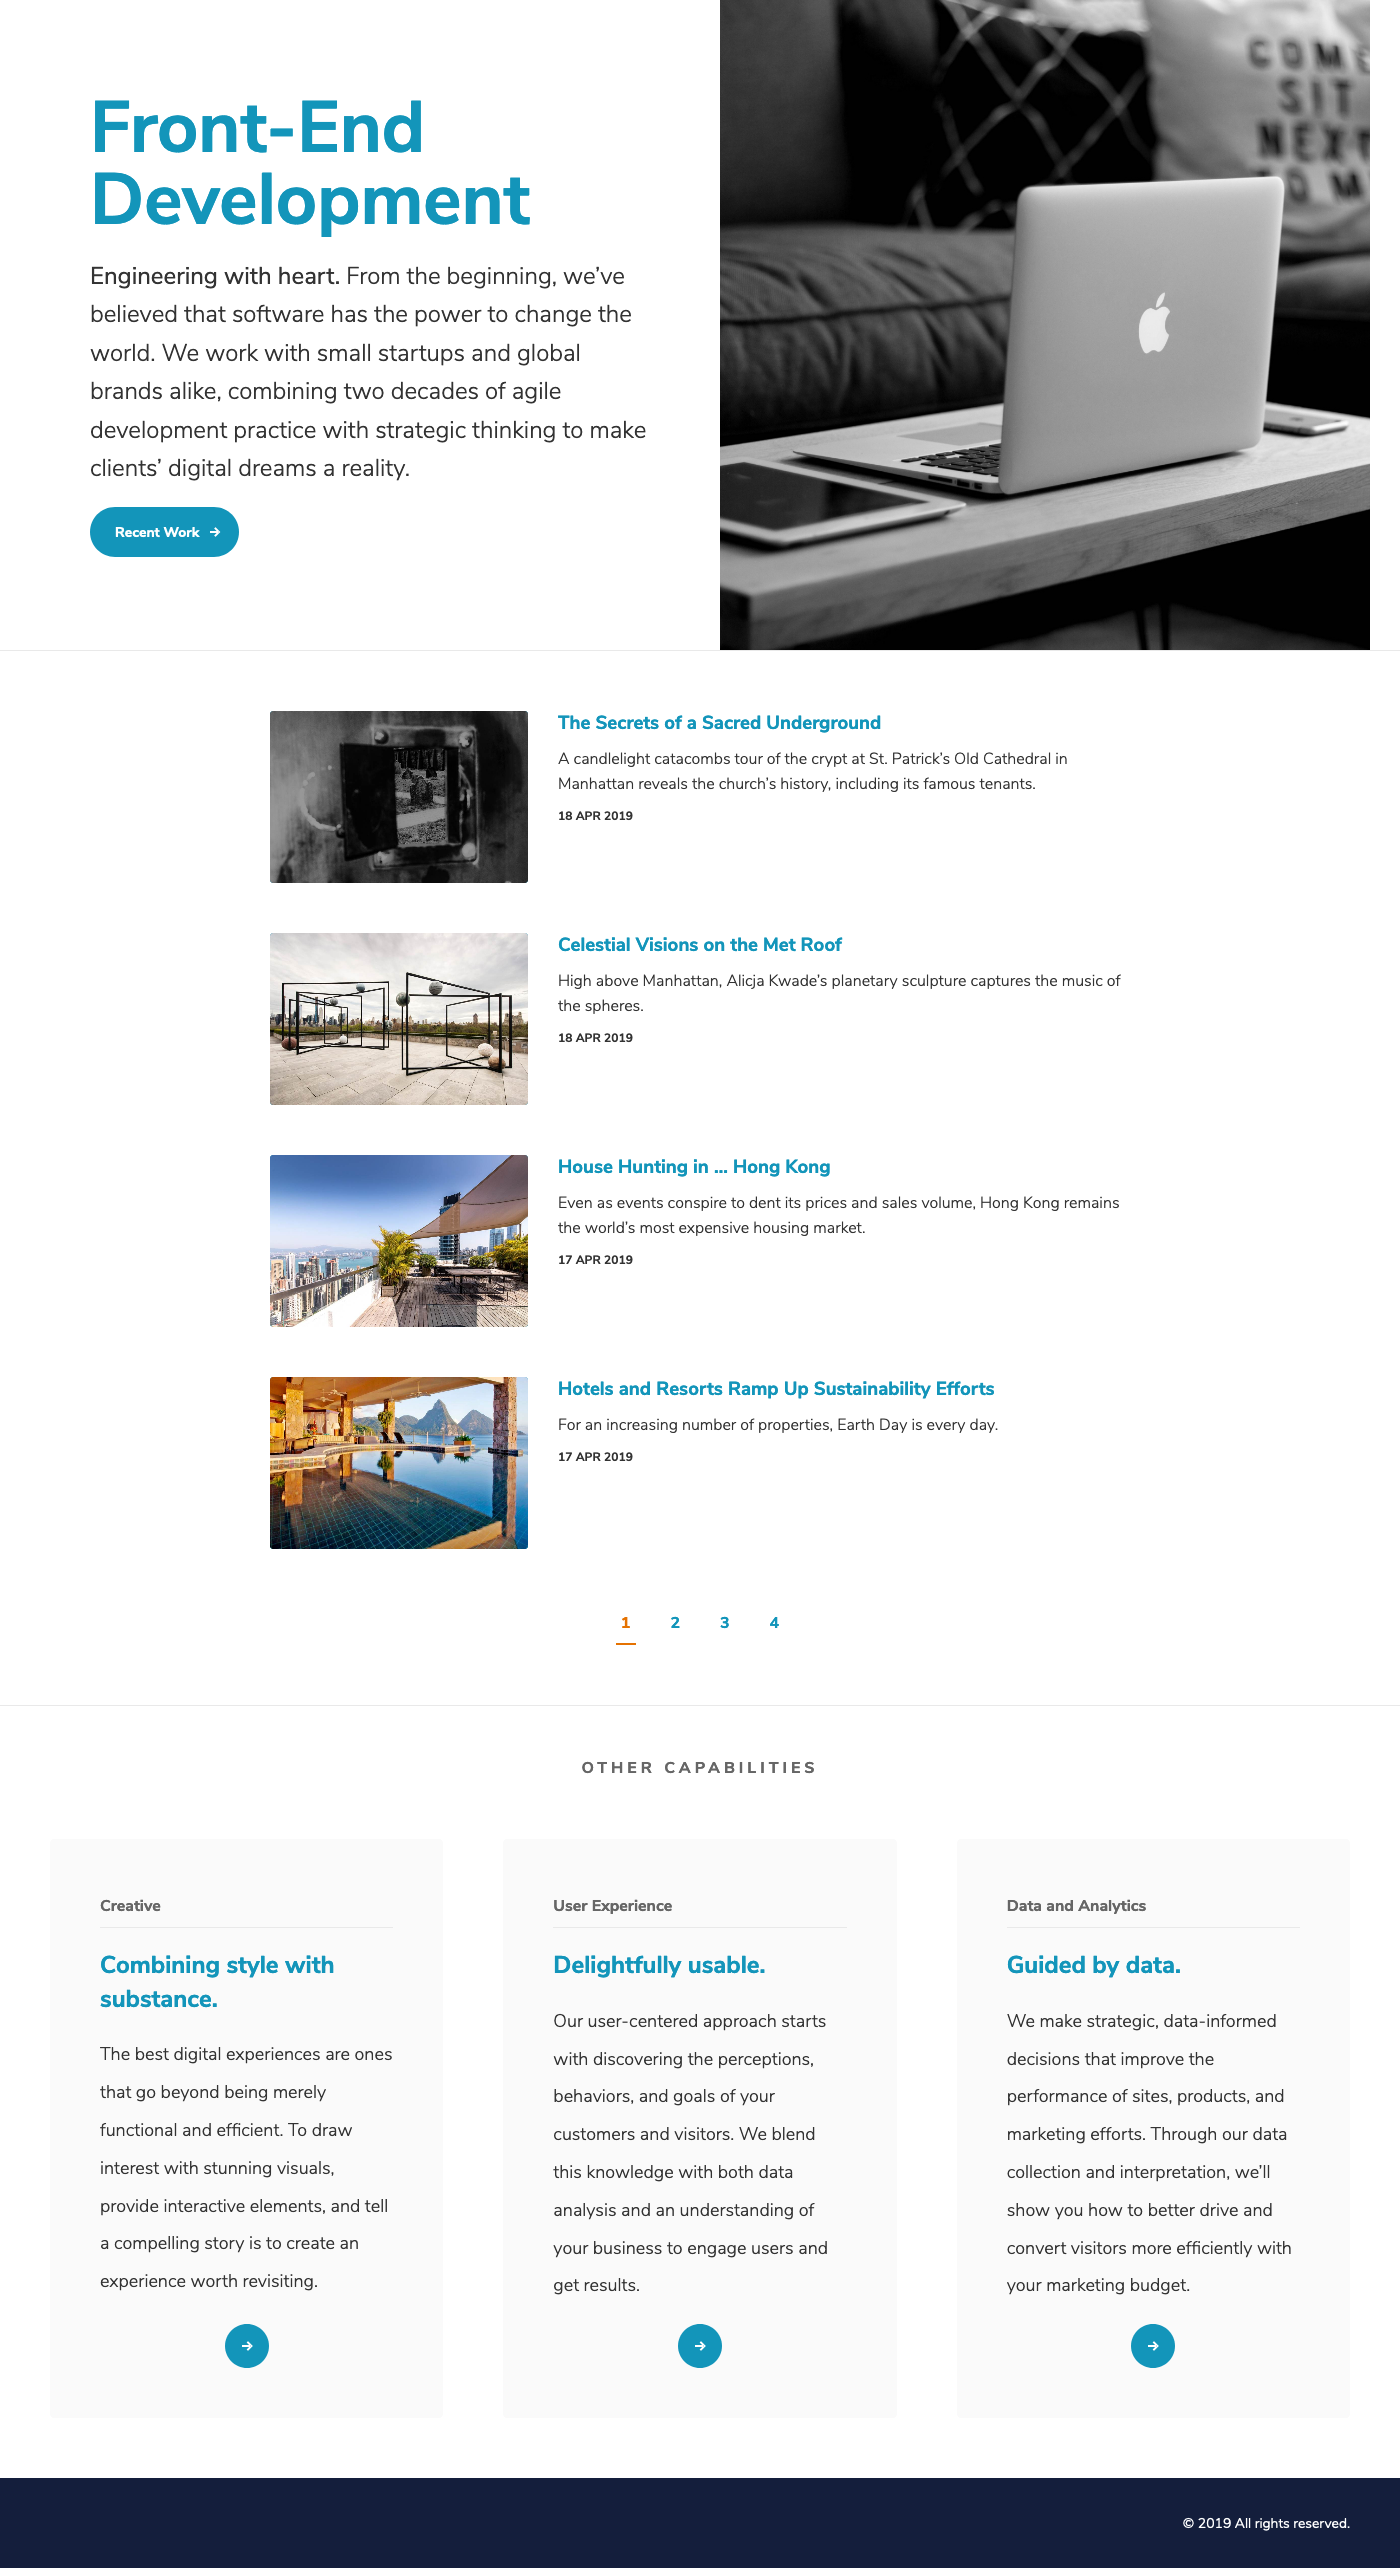 COME
SIT
NEXT
TO M
Front-End
Development
Engineering with heart. From the beginning, we’ve
believed that software has the power to change the
world. We work with small startups and global
brands alike, combining two decades of agile
development practice with strategic thinking to make
clients’ digital dreams a reality.
Recent Work
The Secrets of a Sacred Underground
A candlelight catacombs tour of the crypt at St. Patrick’s Old Cathedral in
Manhattan reveals the church’s history, including its famous tenants.
18 APR 2019
Celestial Visions on the Met Roof
High above Manhattan, Alicja Kwade’s planetary sculpture captures the music of
the spheres.
18 APR 2019
House Hunting in ... Hong Kong
Even as events conspire to dent its prices and sales volume, Hong Kong remains
the world’s most expensive housing market.
17 APR 2019
Hotels and Resorts Ramp Up Sustainability Efforts
For an increasing number of properties, Earth Day is every day.
17 APR 2019
1 2 3 4
OTHER CAPABILITIES
Creative
Combining style with
substance.
The best digital experiences are ones
that go beyond being merely
functional and efficient. To draw
interest with stunning visuals,
provide interactive elements, and tell
a compelling story is to create an
experience worth revisiting.
User Experience
Delightfully usable.
Our user-centered approach starts
with discovering the perceptions,
behaviors, and goals of your
customers and visitors. We blend
this knowledge with both data
analysis and an understanding of
your business to engage users and
get results.
Data and Analytics
Guided by data.
We make strategic, data-informed
decisions that improve the
performance of sites, products, and
marketing efforts. Through our data
collection and interpretation, we’ll
show you how to better drive and
convert visitors more efficiently with
your marketing budget.
© 2019 All rights reserved.